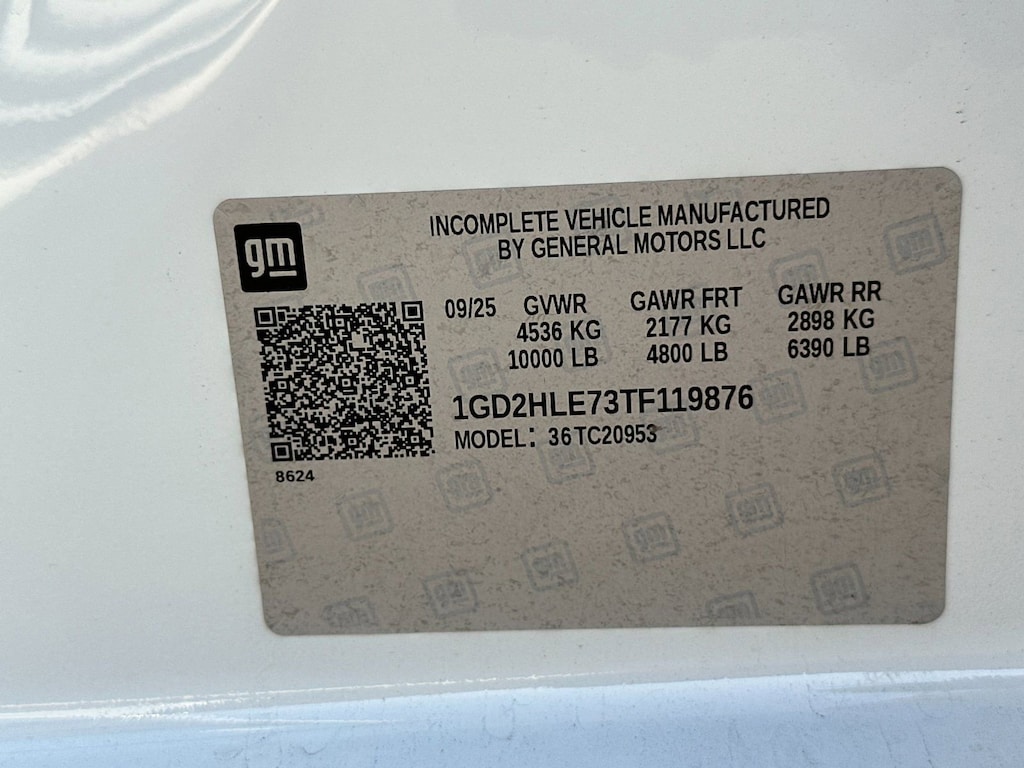 gm
INCOMPLETE VEHICLE MANUFACTURED
BY GENERAL MOTORS LLC
09/25 GVWR GAWR FRT GAWR RR
4536 KG 2177 KG 2898 KG
10000 LB 4800 LB 6390 LB
1GD2HLE73TF119876
MODEL: 36TC20953
8624